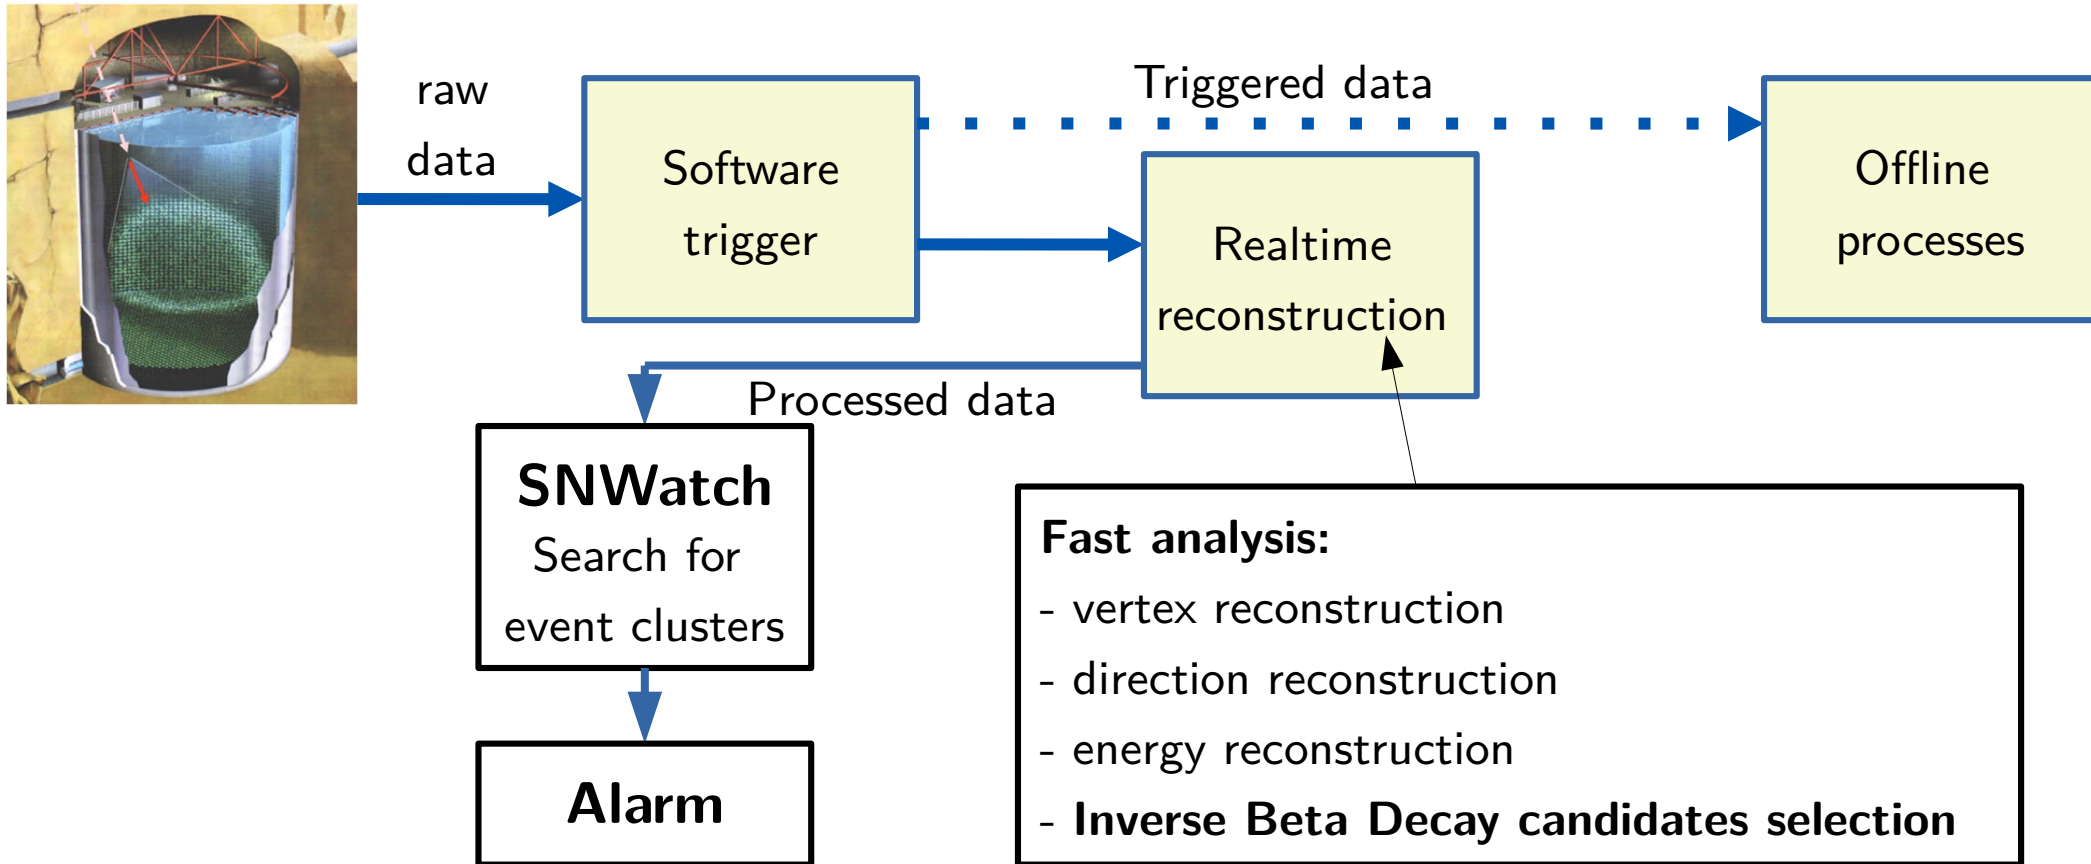 raw
data
Software
trigger
Triggered data
Realtime
reconstruction
Offline
processes
Processed data
SNWatch
Search for
event clusters
Alarm
Fast analysis:
- vertex reconstruction
- direction reconstruction
- energy reconstruction
- Inverse Beta Decay candidates selection